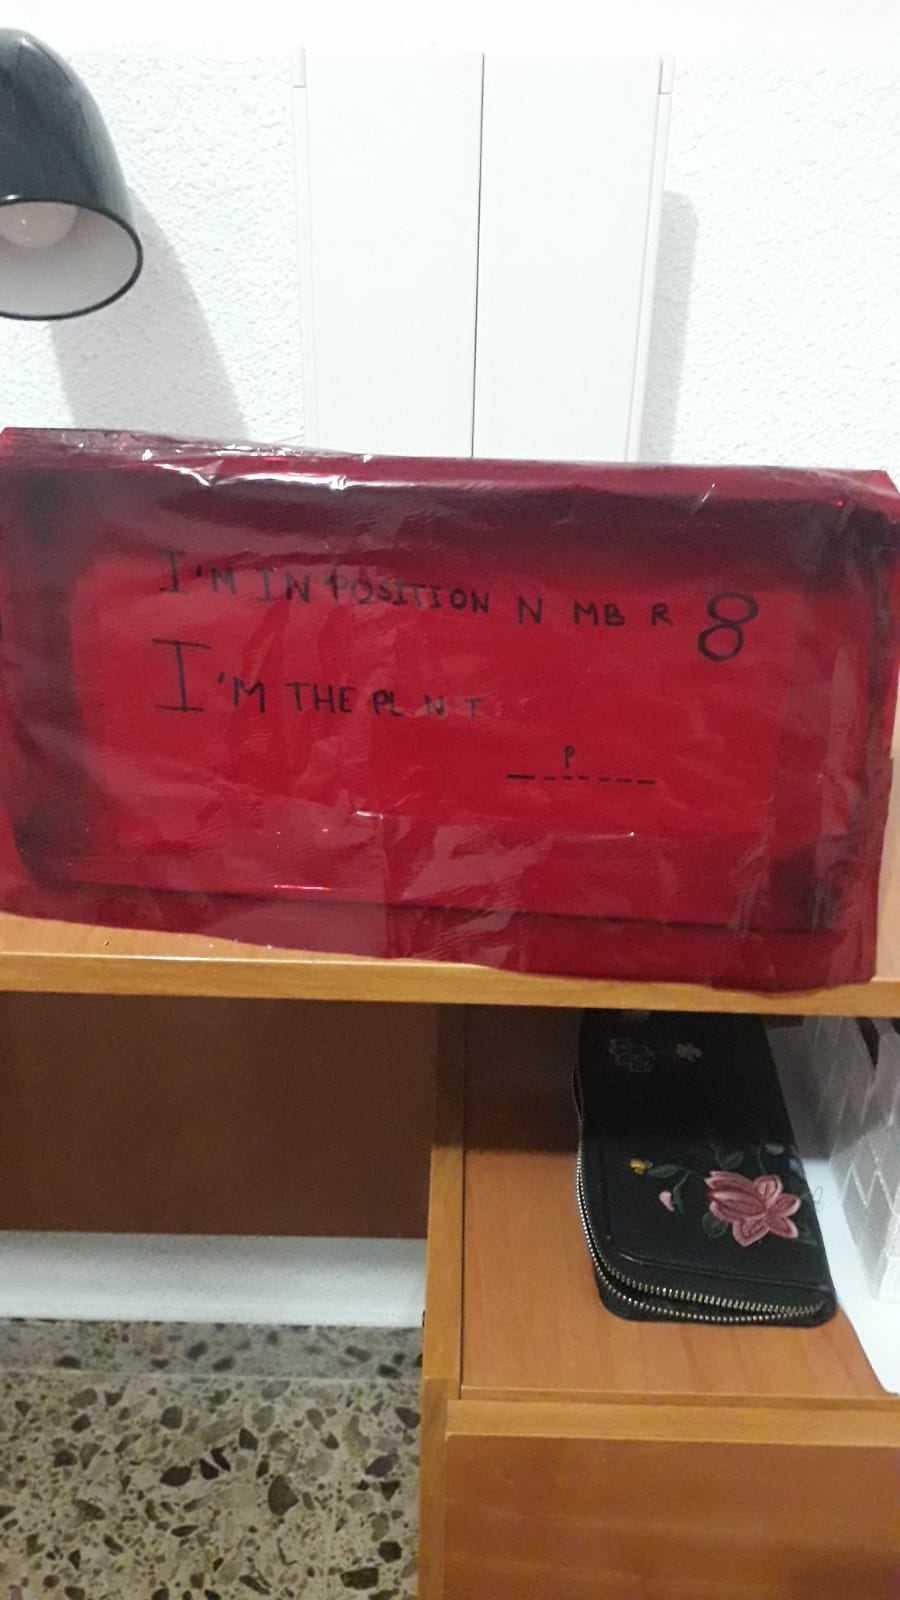 I'M IN POSITION N MB R 8
I'M THE PL N T
P